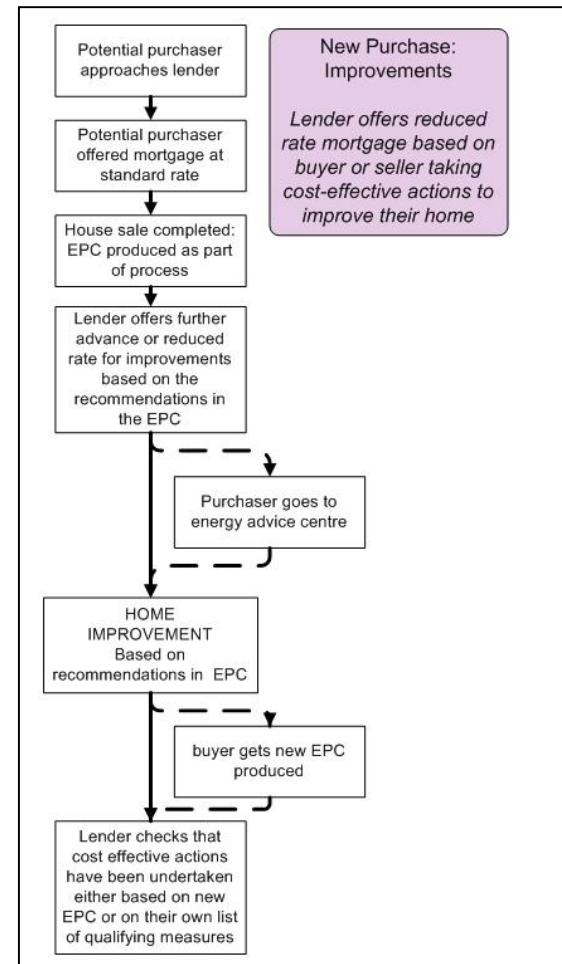 Potential purchaser
approaches lender
New Purchase:
Improvements
Lender offers reduced
rate mortgage based on
buyer or seller taking
cost-effective actions to
improve their home
Potential purchaser
offered mortgage at
standard rate
House sale completed:
EPC produced as part
of process
Lender offers further
advance or reduced
rate for improvements
based on the
recommendations in
the EPC
Purchaser goes to
energy advice centre
HOME
IMPROVEMENT
Based on
recommendations in EPC
buyer gets new EPC
produced
Lender checks that
cost effective actions
have been undertaken
either based on new
EPC or on their own list
of qualifying measures